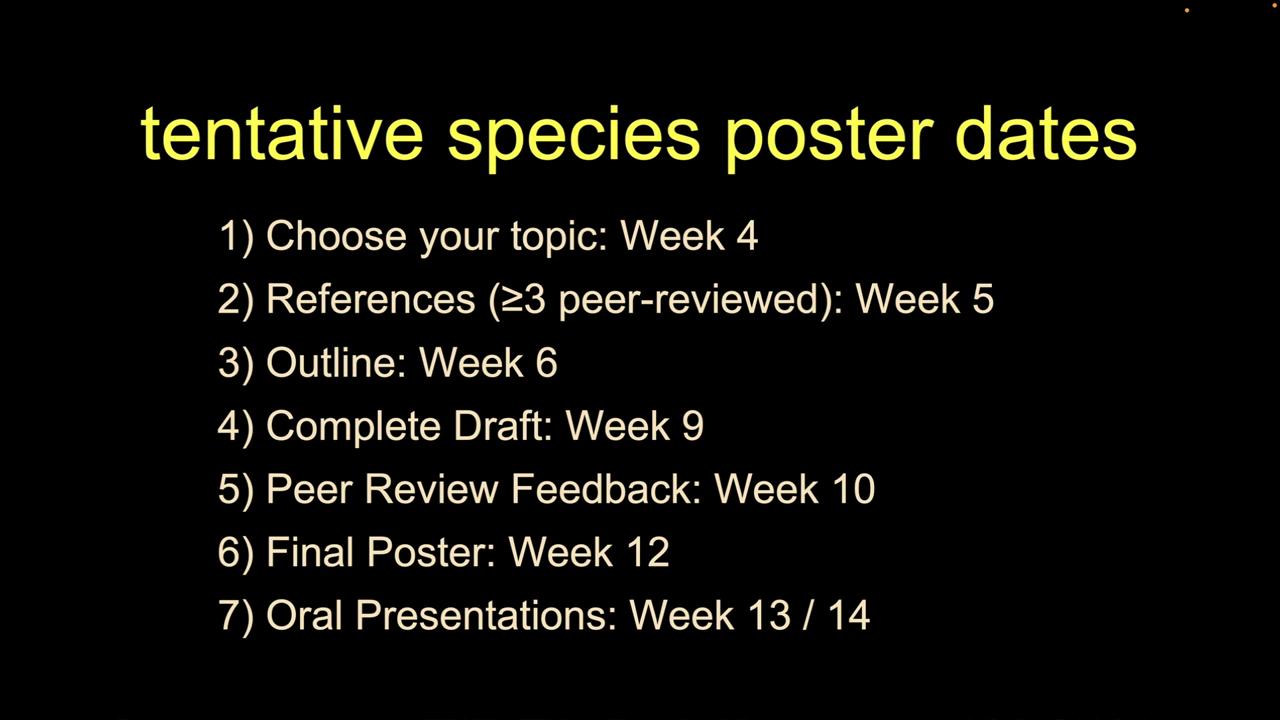 tentative species poster dates
1) Choose your topic: Week 4
2) References (≥3 peer-reviewed): Week 5
3) Outline: Week 6
4) Complete Draft: Week 9
5) Peer Review Feedback: Week 10
6) Final Poster: Week 12
7) Oral Presentations: Week 13 / 14